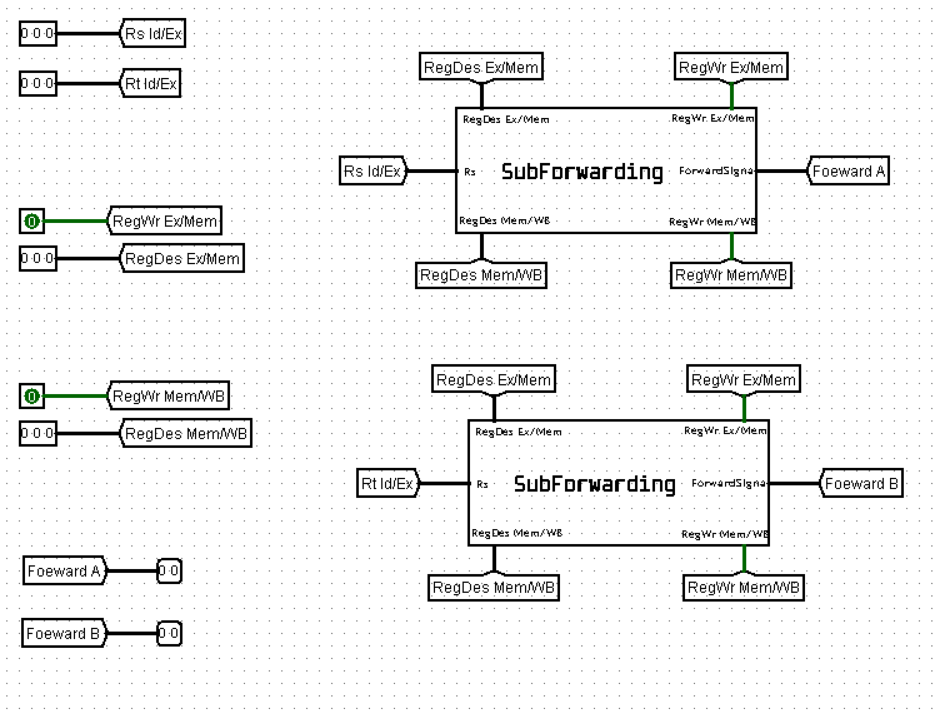 0 0 0 Rs Id/Ex
0 0 0 Rt Id/Ex
0 RegWr Ex/Mem
0 0 0 RegDes Ex/Mem
0 RegWr Mem/WB
0 0 0 RegDes Mem/WB
Foeward A 0 0
Foeward B 0 0
RegDes Ex/Mem RegWr Ex/Mem
RegDes Ex/Mem RegWr Ex/Mem
Rs Id/Ex Rs SubForwarding ForwardSigna Foeward A
RegDes Mem/WB RegWr Mem/WB
RegDes Mem/WB RegWr Mem/WB
RegDes Ex/Mem RegWr Ex/Mem
RegDes Ex/Mem RegWr Ex/Mem
Rt Id/Ex Rs SubForwarding ForwardSigna Foeward B
RegDes Mem/WB RegWr Mem/WB
RegDes Mem/WB RegWr Mem/WB